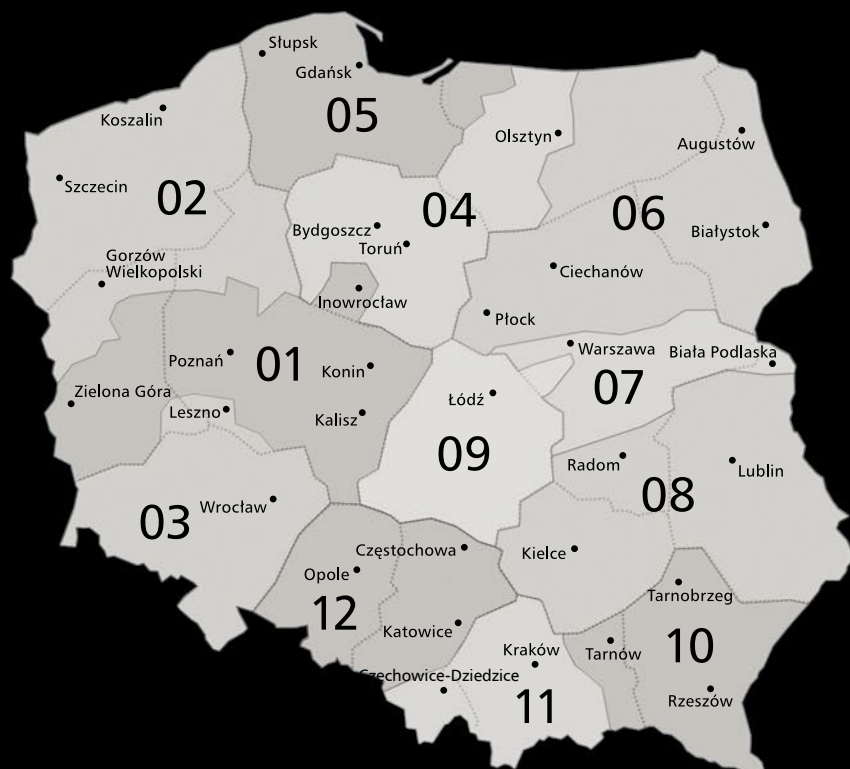 Słupsk
Gdańsk
05
Koszalin
Olsztyn
Augustów
Szczecin
02
04
06
Bydgoszcz
Toruń
Białystok
Gorzów
Wielkopolski
Ciechanów
Inowrocław
Płock
Poznań
01
Konin
Warszawa
Biała Podlaska
07
Zielona Góra
Leszno
Kalisz
Łódź
09
Radom
Lublin
08
03
Wrocław
Częstochowa
Kielce
Opole
12
Tarnobrzeg
Katowice
Kraków
Tarnów
10
Czechowice-Dziedzice
11
Rzeszów